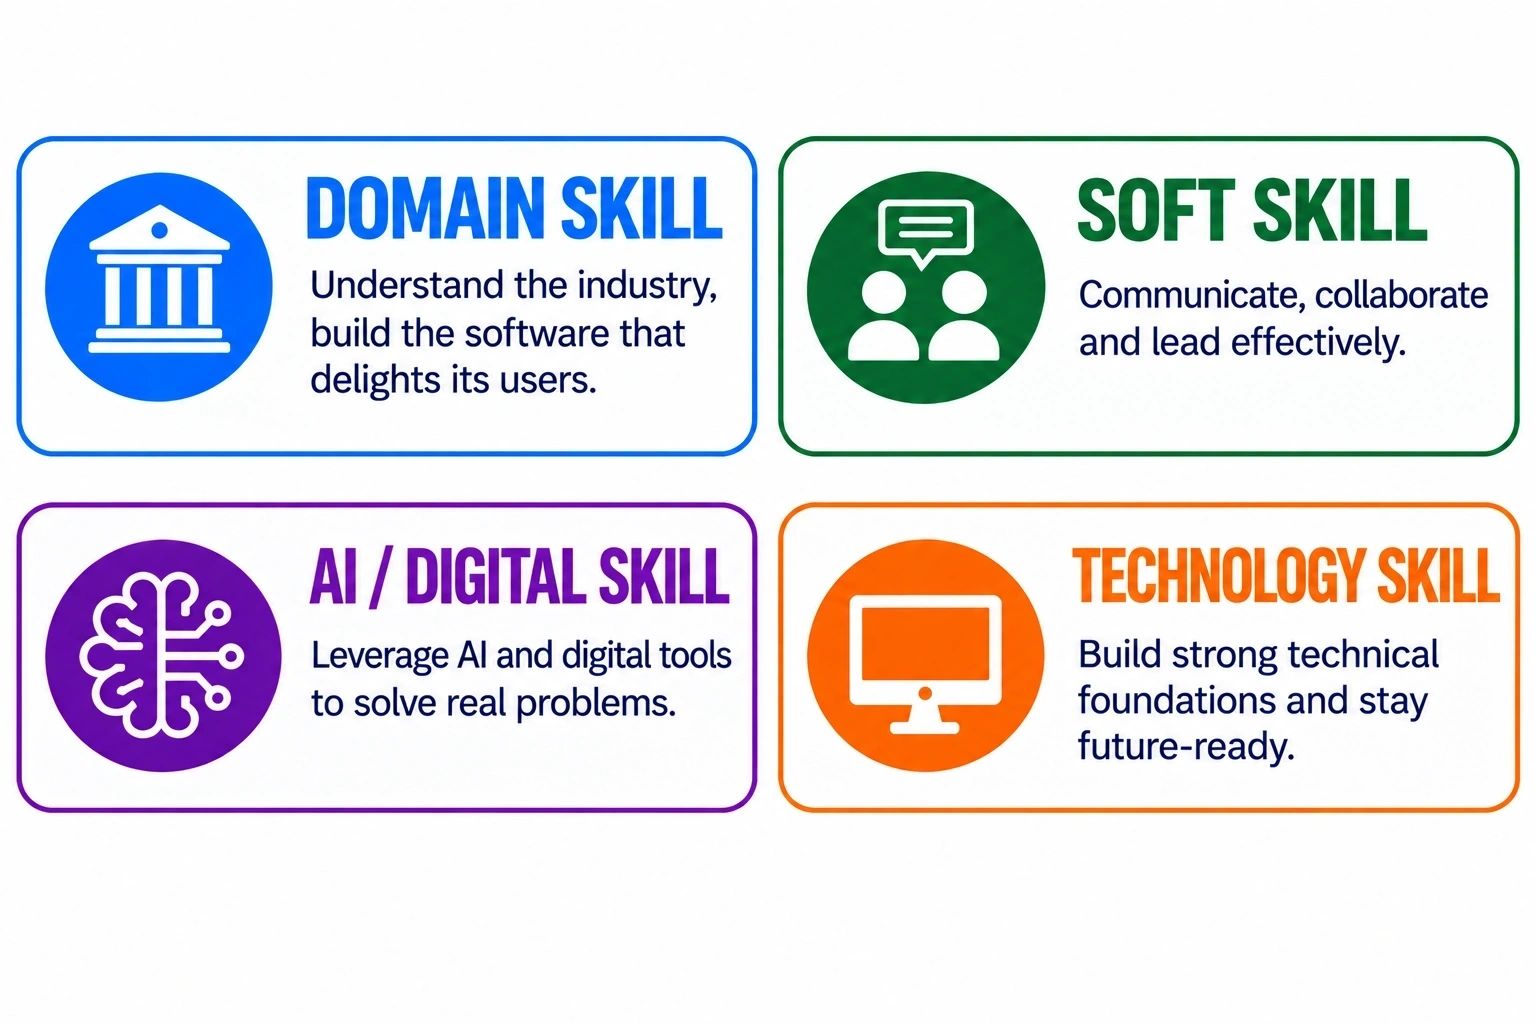 DOMAIN SKILL
Understand the industry,
build the software that
delights its users.
SOFT SKILL
Communicate, collaborate
and lead effectively.
AI / DIGITAL SKILL
Leverage AI and digital tools
to solve real problems.
TECHNOLOGY SKILL
Build strong technical
foundations and stay
future-ready.